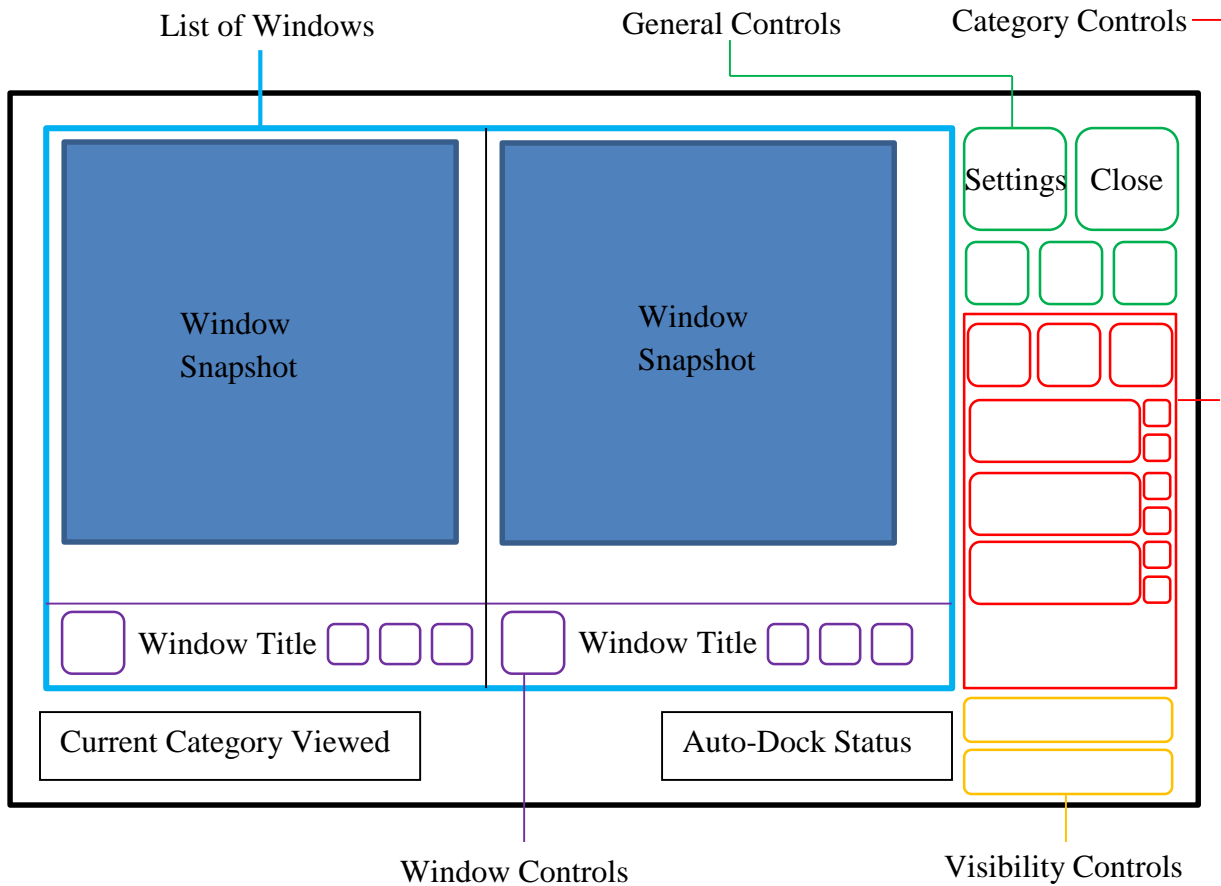 List of Windows
General Controls
Category Controls
Settings
Close
Window
Snapshot
Window
Snapshot
Window Title
Window Title
Current Category Viewed
Auto-Dock Status
Window Controls
Visibility Controls